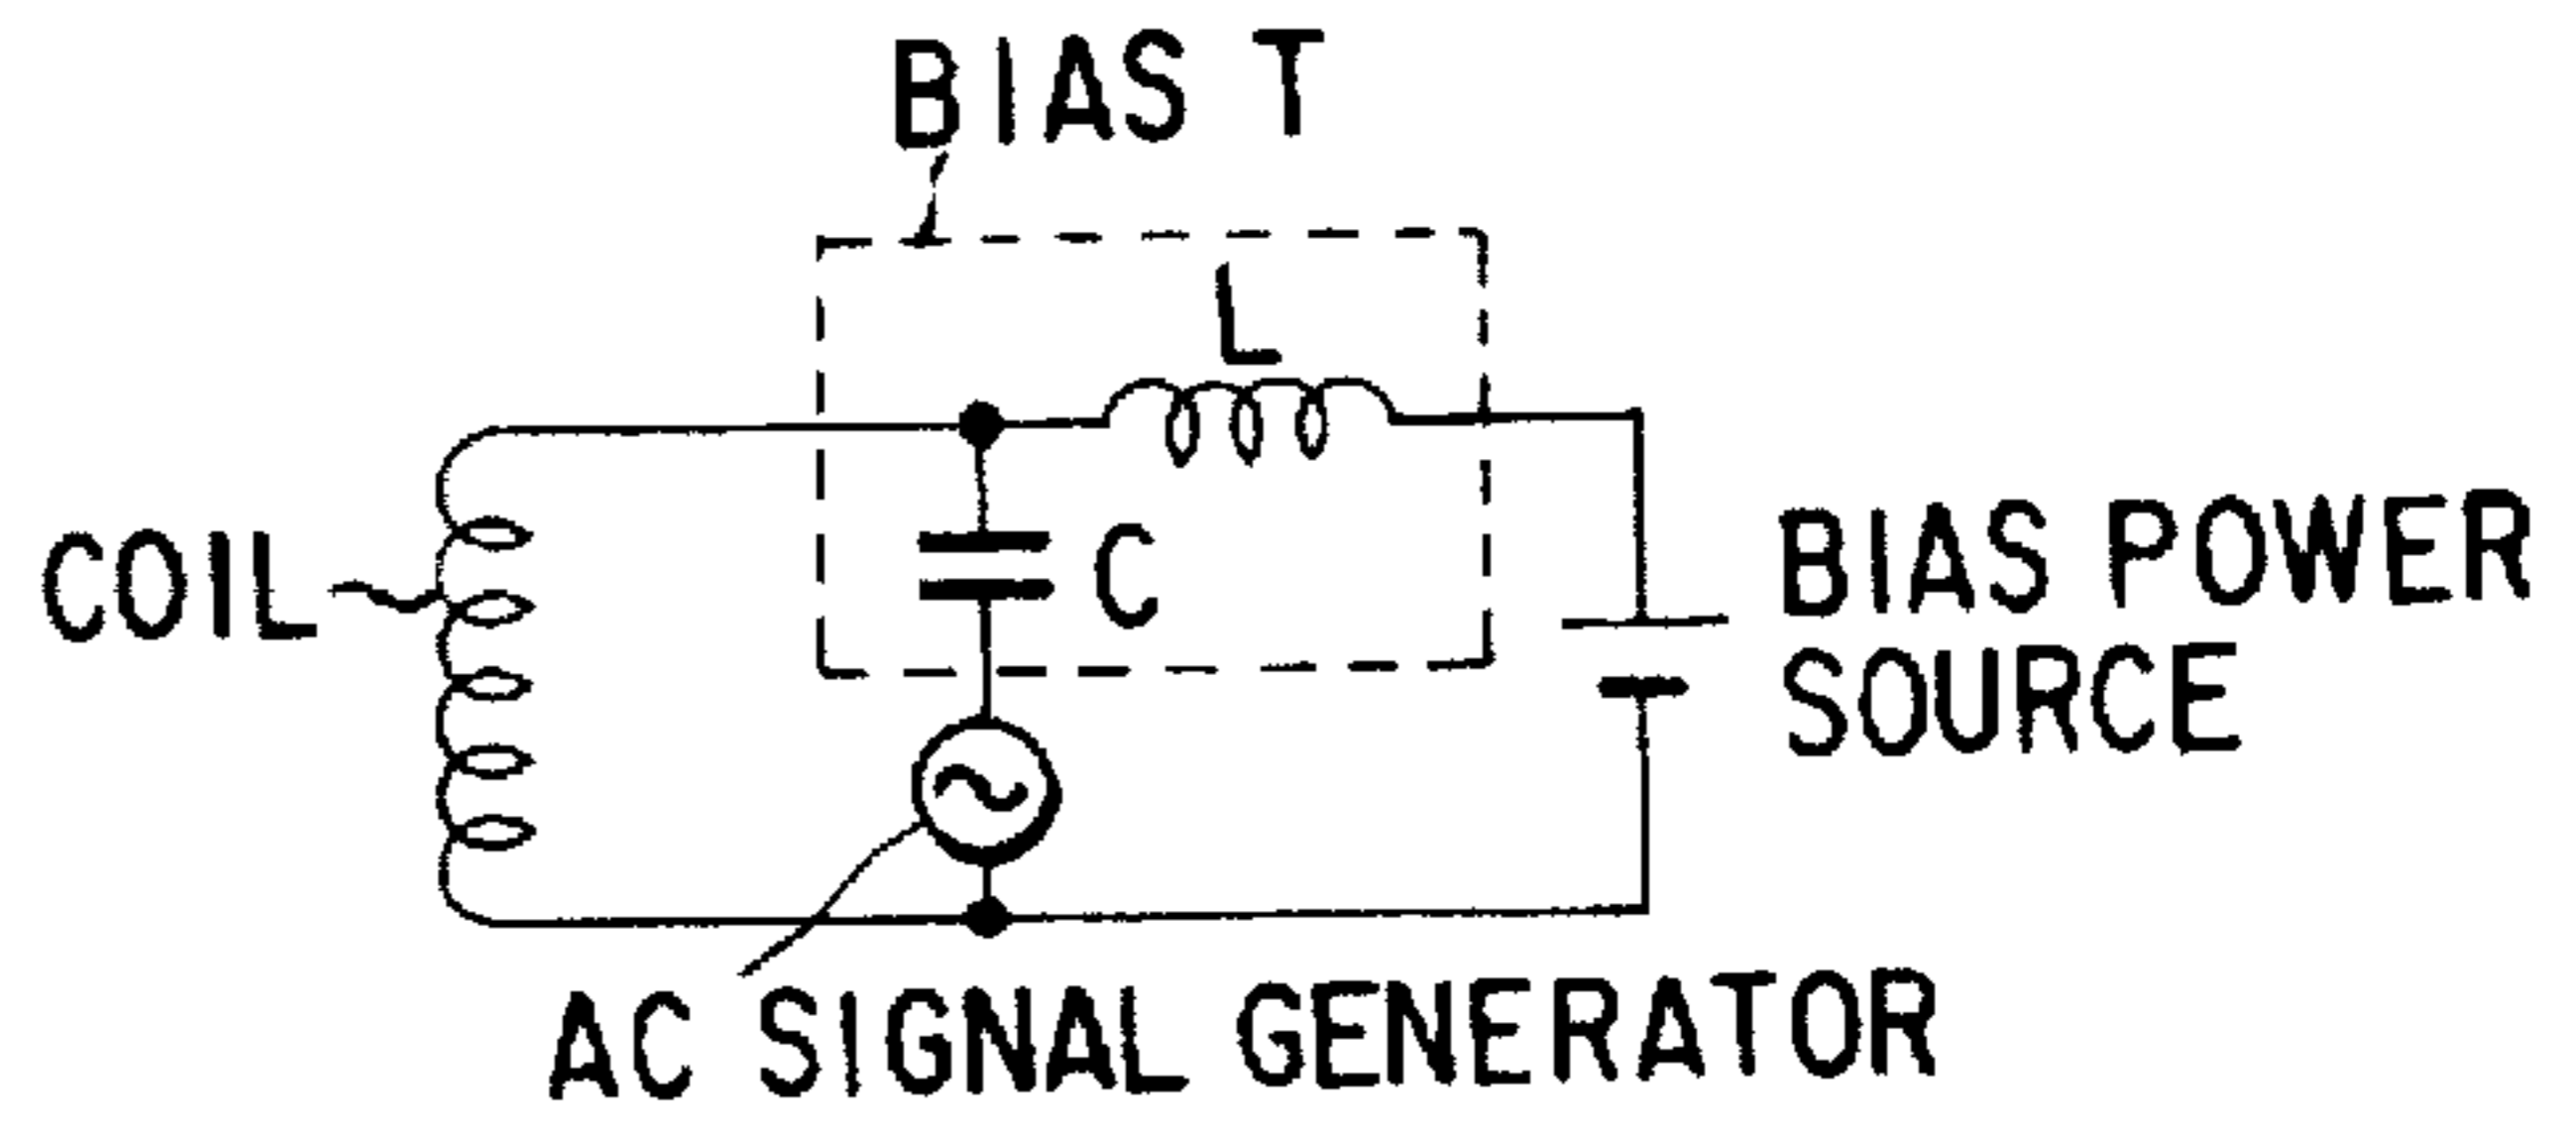 BIAS T
L
COIL
C
BIAS POWER
SOURCE
AC SIGNAL GENERATOR